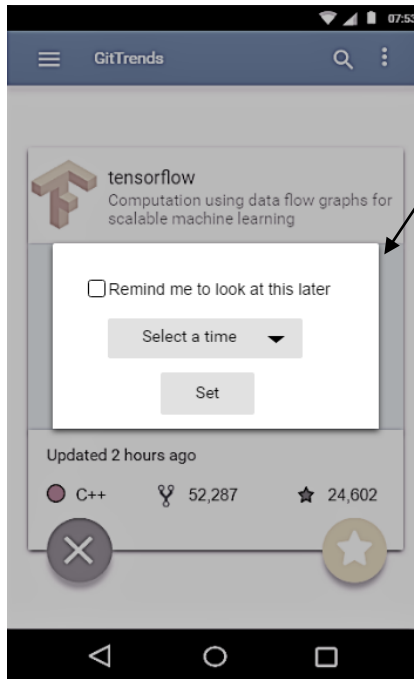 07:53
GitTrends
tensorflow
Computation using data flow graphs for
scalable machine learning
Remind me to look at this later
Select a time
Set
Updated 2 hours ago
C++ 52,287 24,602